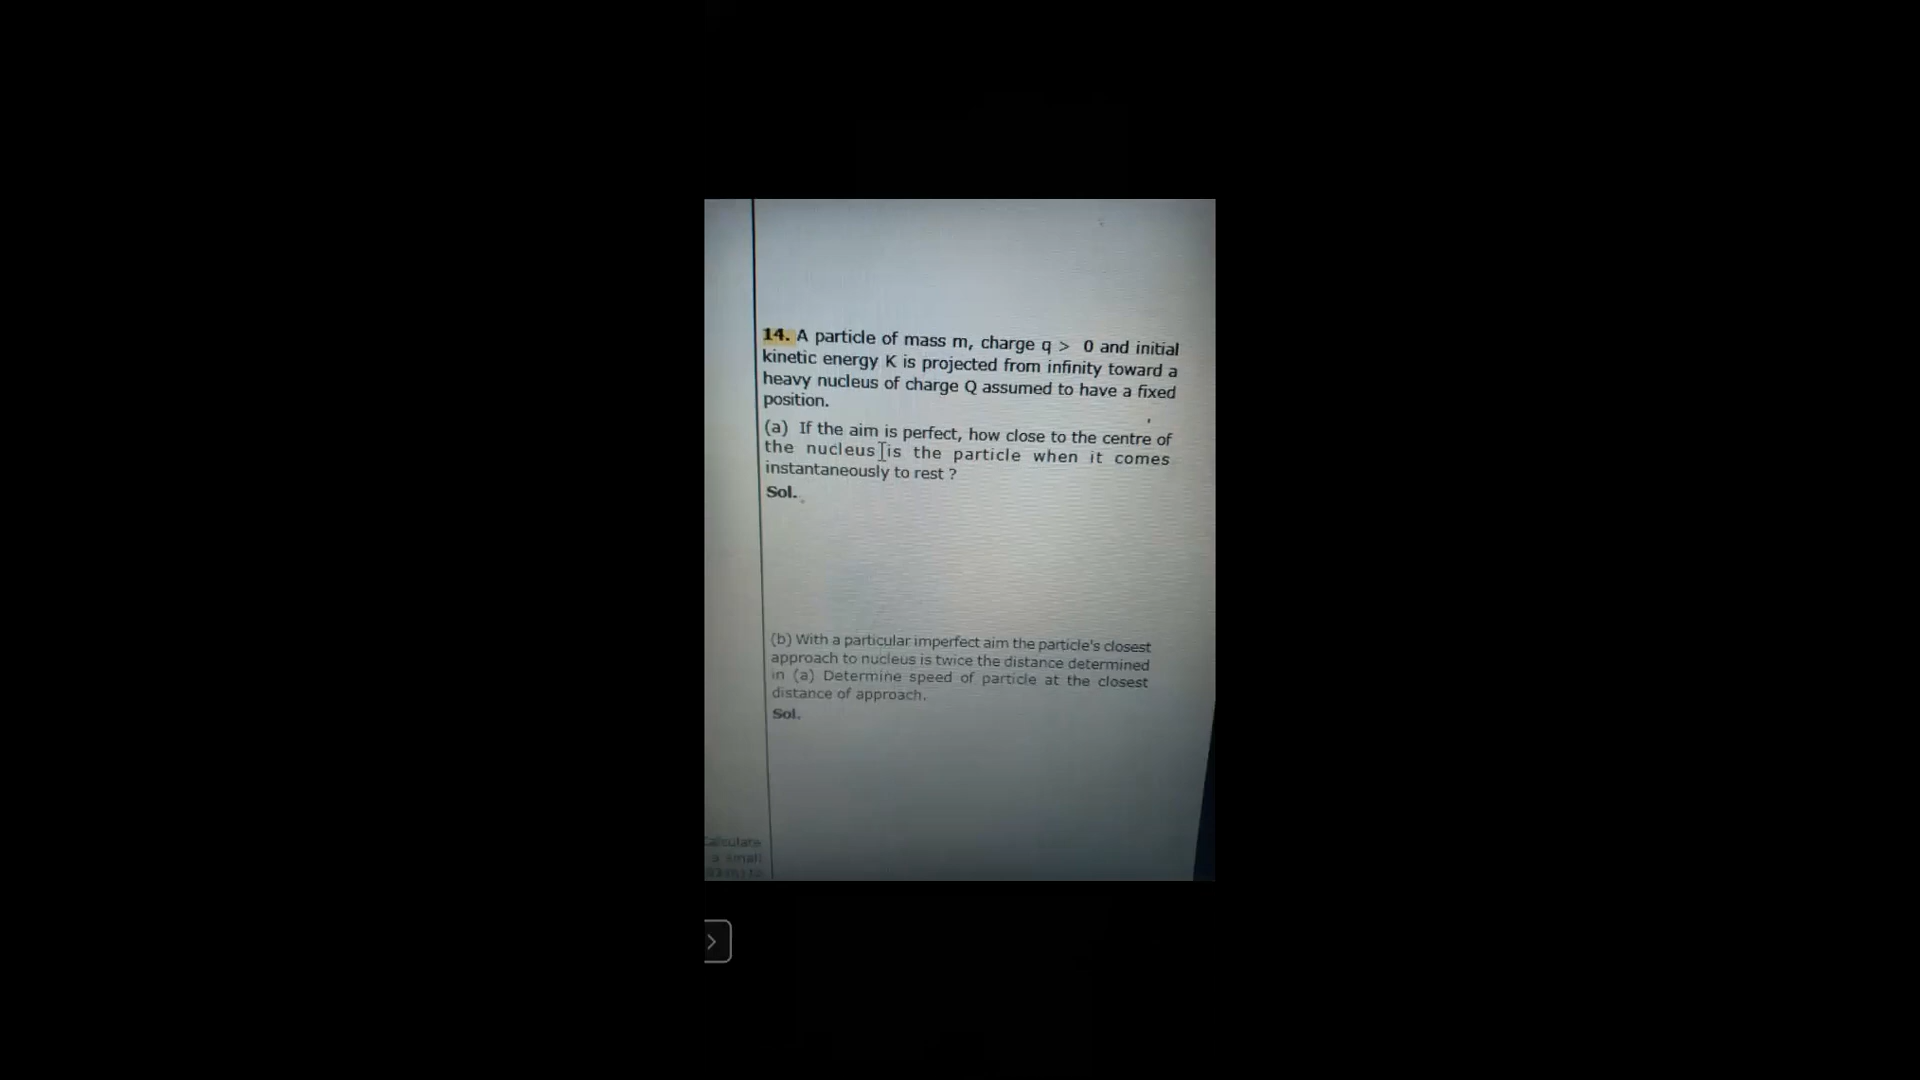 14. A particle of mass m, charge q > 0 and initial
kinetic energy K is projected from infinity toward a
heavy nucleus of charge Q assumed to have a fixed
position.
(a) If the aim is perfect, how close to the centre of
the nucleus is the particle when it comes
instantaneously to rest ?
Sol.
(b) With a particular imperfect aim the particle's closest
approach to nucleus is twice the distance determined
in (a) Determine speed of particle at the closest
distance of approach.
Sol.
Calculate
a small